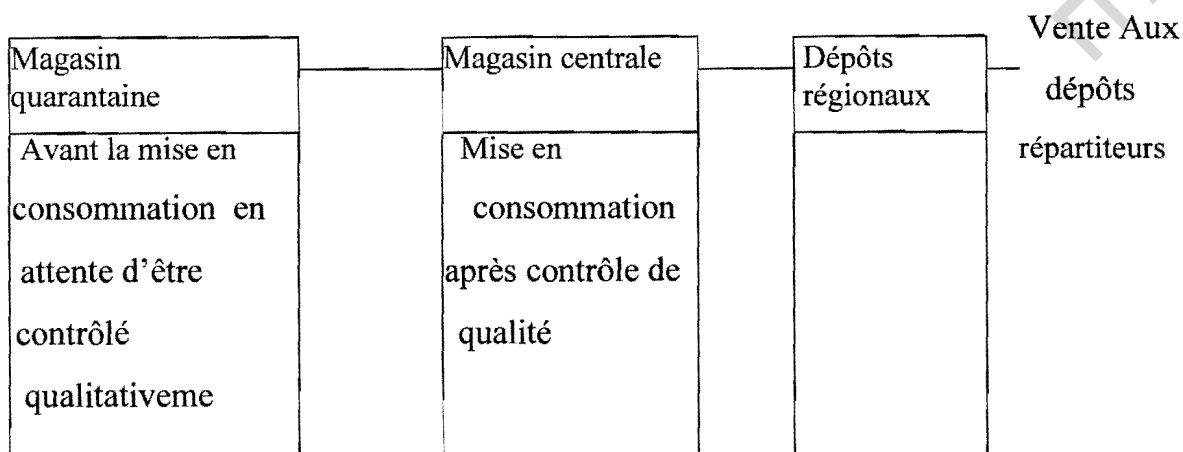 Magasin
quarantaine
Avant la mise en
consommation en
attente d'être
contrôlé
qualitativeme
Magasin centrale
Mise en
consommation
après contrôle de
qualité
Dépôts
régionaux
Vente Aux
dépôts
répartiteurs